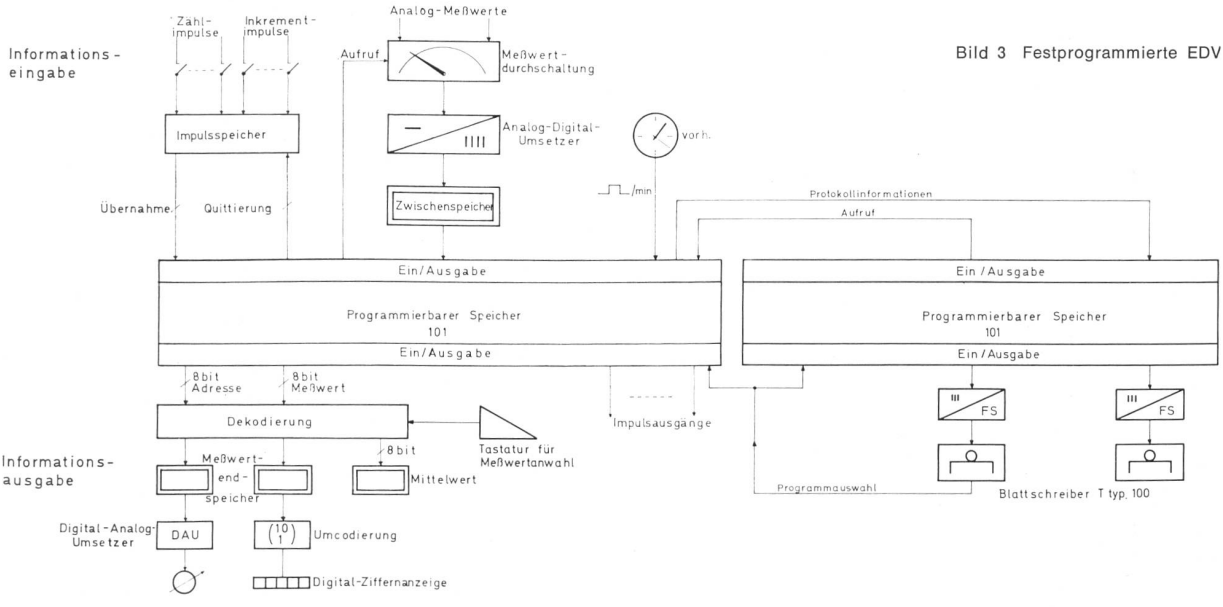 Zähl-
impulse
Inkrement-
impulse
Analog-Meßwerte
Informations-
eingabe
Aufruf
Meßwert-
durchschaltung
Bild 3 Festprogrammierte EDV
Impulsspeicher
Analog-Digital-
Umsetzer
vorh.
Übernahme
Quittierung
Zwischenspeicher
/min
Protokollinformationen
Aufruf
Ein/Ausgabe
Ein/Ausgabe
Programmierbarer Speicher
101
Programmierbarer Speicher
101
Ein/Ausgabe
Ein/Ausgabe
8bit
Adresse
8bit
Meßwert
Dekodierung
Tastatur für
Meßwertanwahl
Impulsausgänge
FS
FS
Informations-
ausgabe
Meßwert-
end-
speicher
8bit
Mittelwert
Programmauswahl
Blattschreiber T typ. 100
Digital-Analog-
Umsetzer
DAU
(10
1)
Umcodierung
Digital-Ziffernanzeige